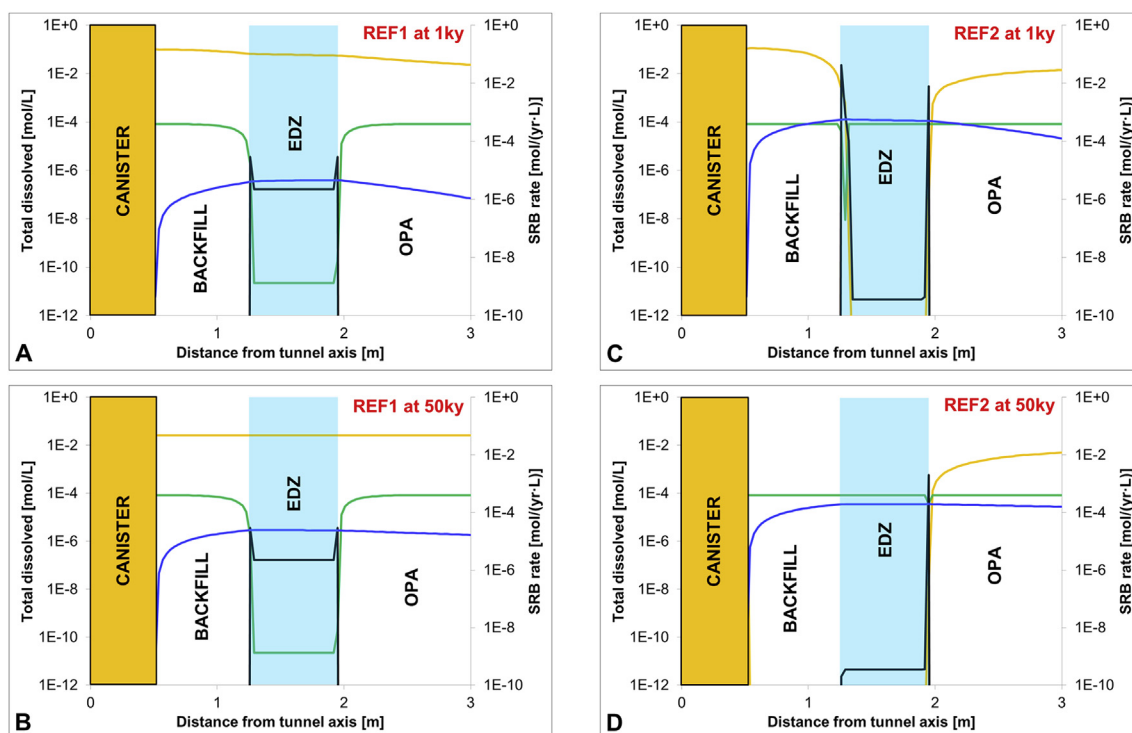 REF1 at 1ky
1E+0
1E-2
1E-4
1E-6
1E-8
1E-10
1E-12
Total dissolved [mol/L]
CANISTER
BACKFILL
EDZ
OPA
1E+0
1E-2
1E-4
1E-6
1E-8
1E-10
SRB rate [mol/(yr·L)]
0
1
2
3
Distance from tunnel axis [m]
A
REF2 at 1ky
1E+0
1E-2
1E-4
1E-6
1E-8
1E-10
1E-12
Total dissolved [mol/L]
CANISTER
BACKFILL
EDZ
OPA
1E+0
1E-2
1E-4
1E-6
1E-8
1E-10
SRB rate [mol/(yr·L)]
0
1
2
3
Distance from tunnel axis [m]
C
REF1 at 50ky
1E+0
1E-2
1E-4
1E-6
1E-8
1E-10
1E-12
Total dissolved [mol/L]
CANISTER
BACKFILL
EDZ
OPA
1E+0
1E-2
1E-4
1E-6
1E-8
1E-10
SRB rate [mol/(yr·L)]
0
1
2
3
Distance from tunnel axis [m]
B
REF2 at 50ky
1E+0
1E-2
1E-4
1E-6
1E-8
1E-10
1E-12
Total dissolved [mol/L]
CANISTER
BACKFILL
EDZ
OPA
1E+0
1E-2
1E-4
1E-6
1E-8
1E-10
SRB rate [mol/(yr·L)]
0
1
2
3
Distance from tunnel axis [m]
D